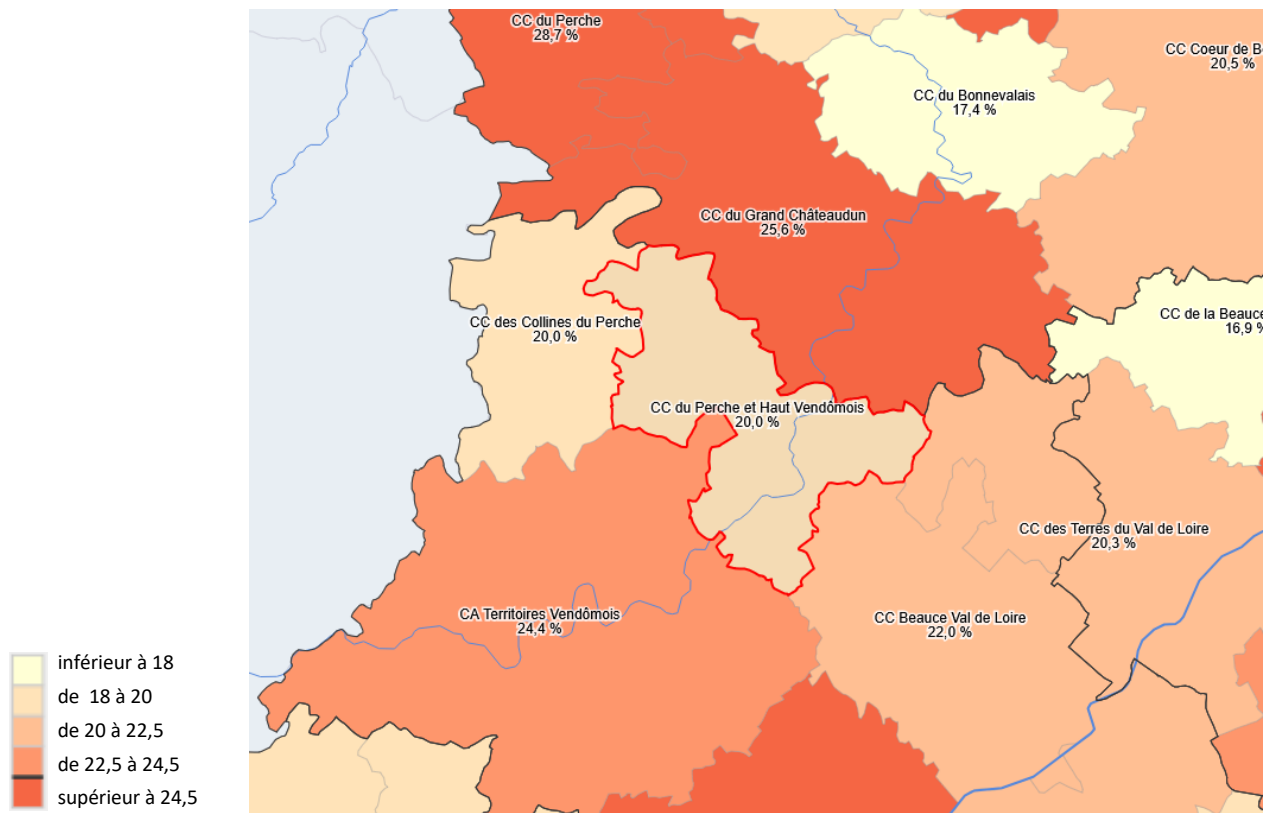 CC du Perche
28,7 %
CC Coeur de B
20,5 %
CC du Bonnevalais
17,4 %
CC du Grand Châteaudun
25,6 %
CC des Collines du Perche
20,0 %
CC de la Beauce
16,9 %
CC du Perche et Haut Vendômois
20,0 %
CC des Terres du Val de Loire
20,3 %
CA Territoires Vendômois
24,4 %
CC Beauce Val de Loire
22,0 %
inférieur à 18
de 18 à 20
de 20 à 22,5
de 22,5 à 24,5
supérieur à 24,5